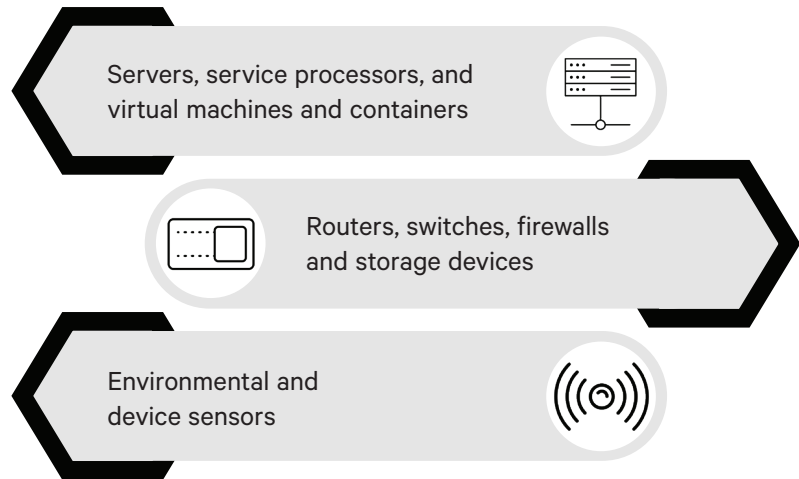 Servers, service processors, and
virtual machines and containers
Routers, switches, firewalls
and storage devices
Environmental and
device sensors